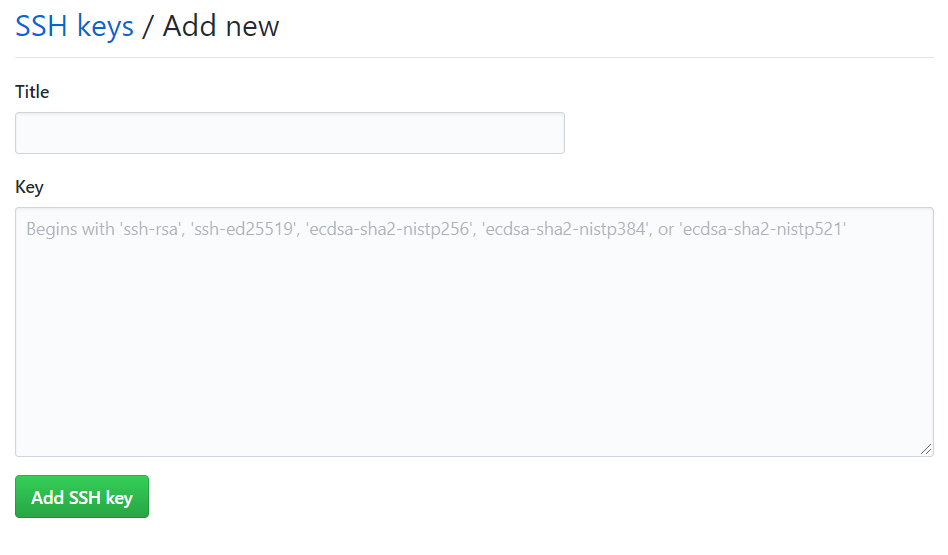 SSH keys / Add new
Title
Key
Begins with 'ssh-rsa', 'ssh-ed25519', 'ecdsa-sha2-nistp256', 'ecdsa-sha2-nistp384', or 'ecdsa-sha2-nistp521'
Add SSH key